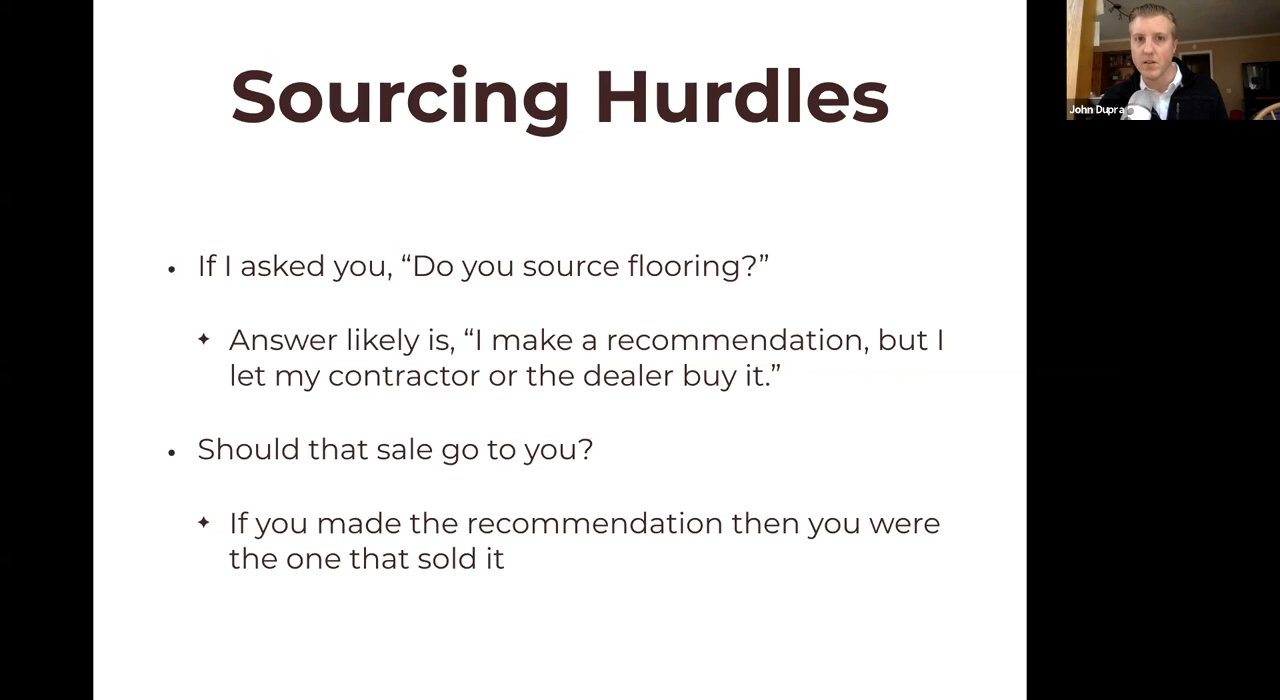 Sourcing Hurdles
• If I asked you, “Do you source flooring?”
✦ Answer likely is, “I make a recommendation, but I
let my contractor or the dealer buy it.”
• Should that sale go to you?
✦ If you made the recommendation then you were
the one that sold it
John Dupra